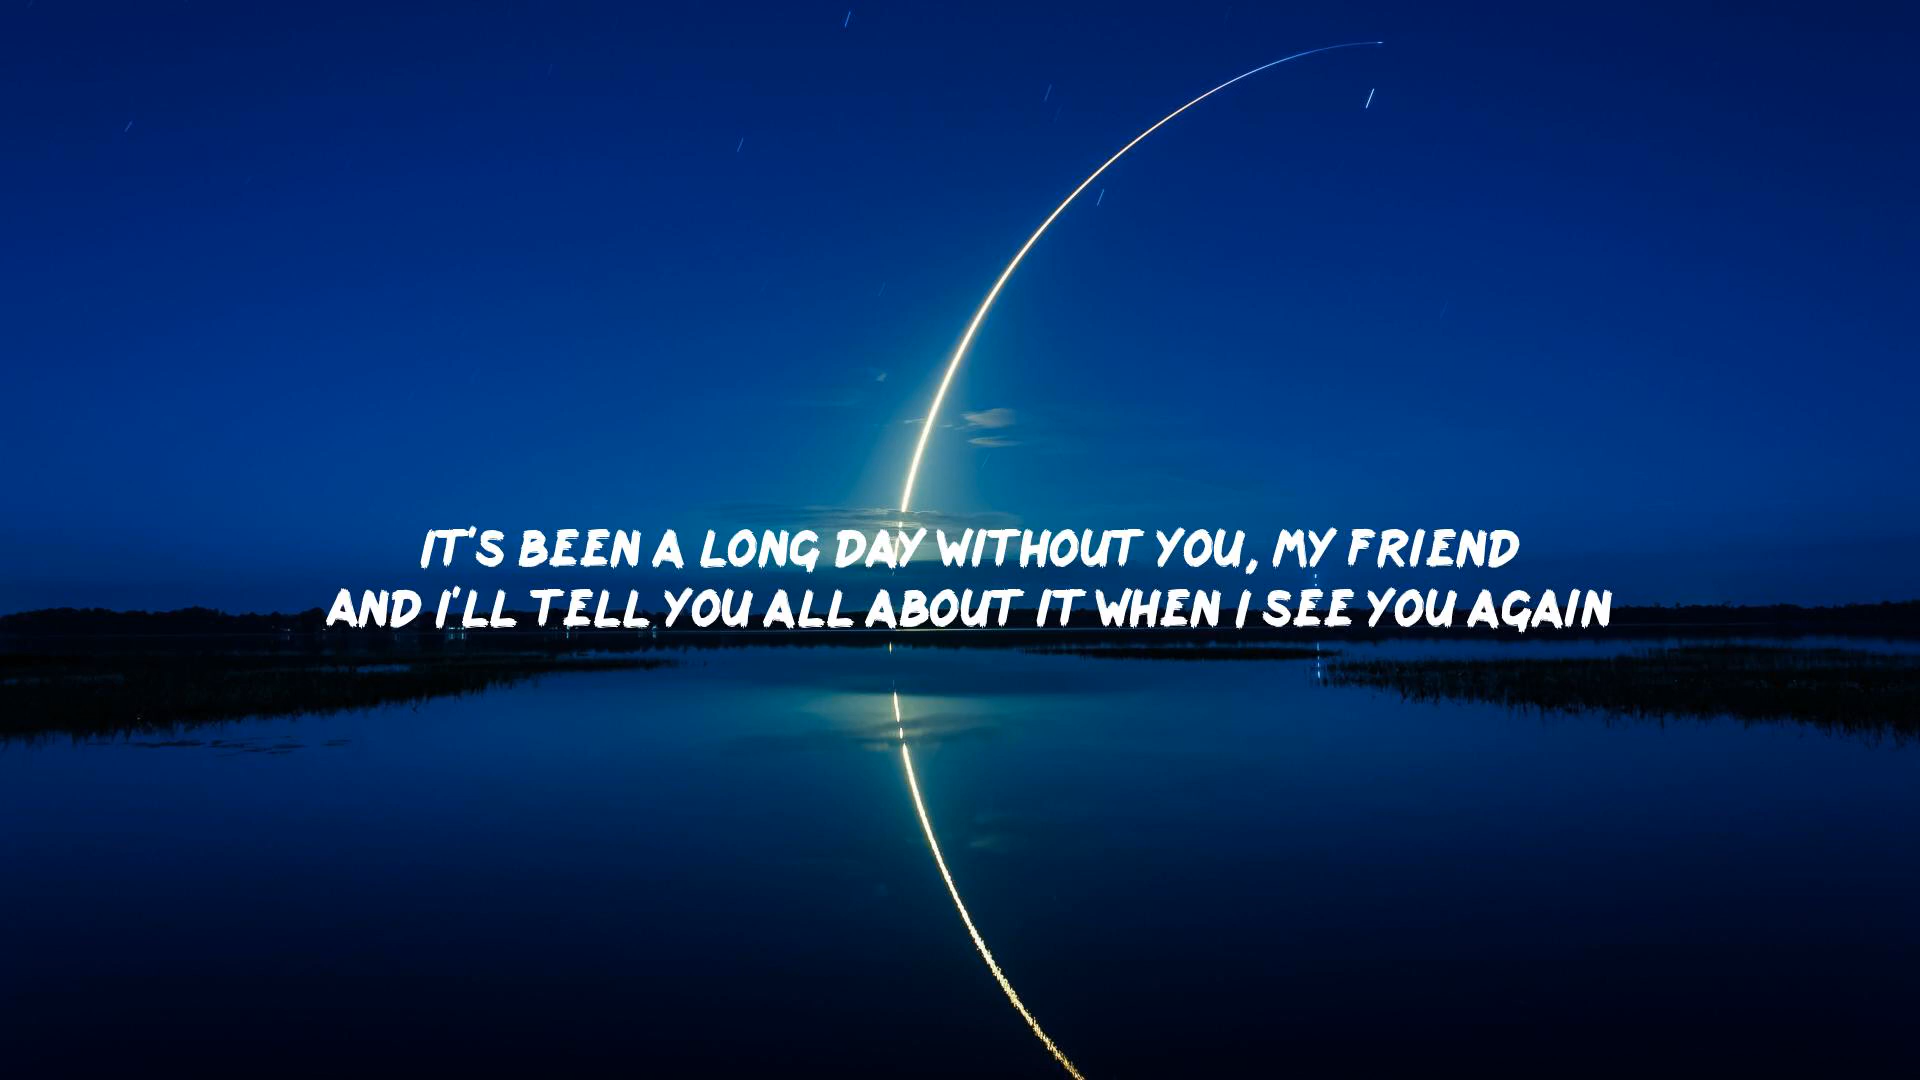 IT'S BEEN A LONG DAY WITHOUT YOU, MY FRIEND
AND I'LL TELL YOU ALL ABOUT IT WHEN I SEE YOU AGAIN